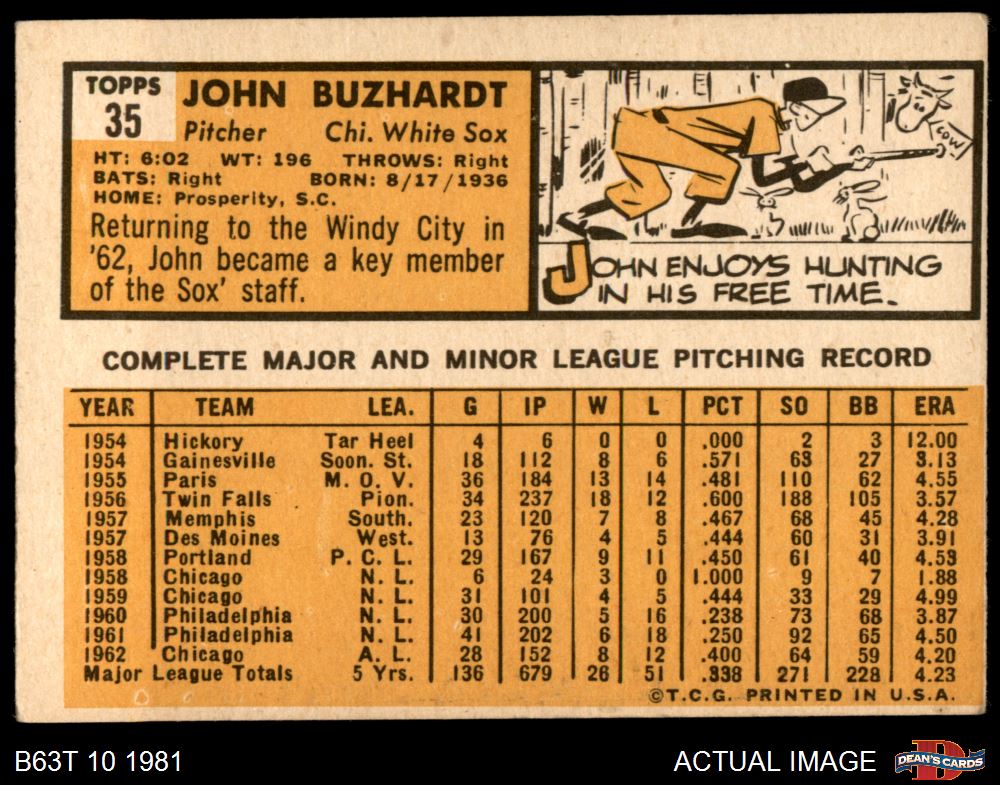 TOPPS
35
JOHN BUZHARDT
Pitcher Chi. White Sox
HT: 6:02 WT: 196 THROWS: Right
BATS: Right BORN: 8/17/1936
HOME: Prosperity, S.C.
Returning to the Windy City in
'62, John became a key member
of the Sox' staff.
COW
JOHN ENJOYS HUNTING
IN HIS FREE TIME.
COMPLETE MAJOR AND MINOR LEAGUE PITCHING RECORD
YEAR TEAM LEA. G IP W L PCT SO BB ERA
1954 Hickory Tar Heel 4 6 0 0 .000 2 3 12.00
1954 Gainesville Soon. St. 18 112 8 6 .571 63 27 3.13
1955 Paris M. O. V. 36 184 13 14 .481 110 62 4.55
1956 Twin Falls Pion. 34 237 18 12 .600 188 105 3.57
1957 Memphis South. 23 120 7 8 .467 68 45 4.28
1957 Des Moines West. 13 76 4 5 .444 60 31 3.91
1958 Portland P. C. L. 29 167 9 11 .450 61 40 4.53
1958 Chicago N. L. 6 24 3 0 1.000 9 7 1.88
1959 Chicago N. L. 31 101 4 5 .444 33 29 4.99
1960 Philadelphia N. L. 30 200 5 16 .238 73 68 3.87
1961 Philadelphia N. L. 41 202 6 18 .250 92 65 4.50
1962 Chicago A. L. 28 152 8 12 .400 64 59 4.20
Major League Totals 5 Yrs. 136 679 26 51 .338 271 228 4.23
©T.C.G. PRINTED IN U.S.A.
B63T 10 1981 ACTUAL IMAGE
D
DEAN'S CARDS